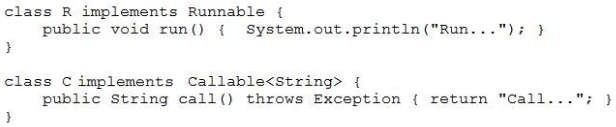 class R implements Runnable {
    public void run() {  System.out.println("Run..."); }
}
class C implements Callable<String> {
    public String call() throws Exception { return "Call..."; }
}